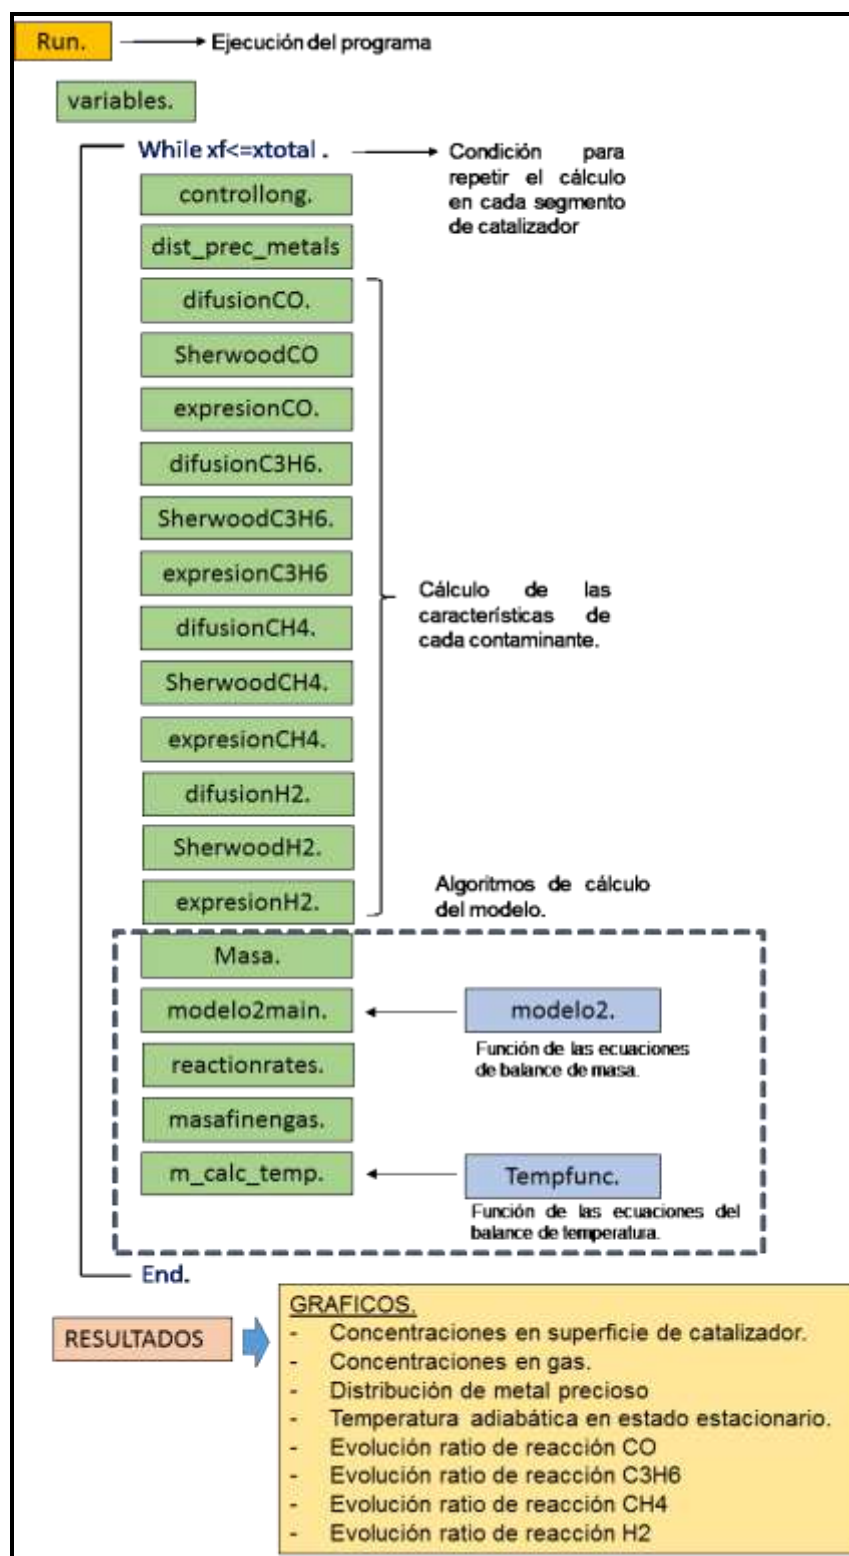 Run.
Ejecución del programa
variables.
While xf<=xtotal .
Condición para
repetir el cálculo
en cada segmento
de catalizador
controllong.
dist_prec_metals
difusionCO.
SherwoodCO
expresionCO.
difusionC3H6.
SherwoodC3H6.
expresionC3H6
difusionCH4.
SherwoodCH4.
expresionCH4.
difusionH2.
SherwoodH2.
expresionH2.
Cálculo de las
características de
cada contaminante.
Algoritmos de cálculo
del modelo.
Masa.
modelo2main.
modelo2.
Función de las ecuaciones
de balance de masa.
reactionrates.
masafinengas.
m_calc_temp.
Tempfunc.
Función de las ecuaciones del
balance de temperatura.
End.
RESULTADOS
GRAFICOS.
- Concentraciones en superficie de catalizador.
- Concentraciones en gas.
- Distribución de metal precioso
- Temperatura adiabática en estado estacionario.
- Evolución ratio de reacción CO
- Evolución ratio de reacción C3H6
- Evolución ratio de reacción CH4
- Evolución ratio de reacción H2